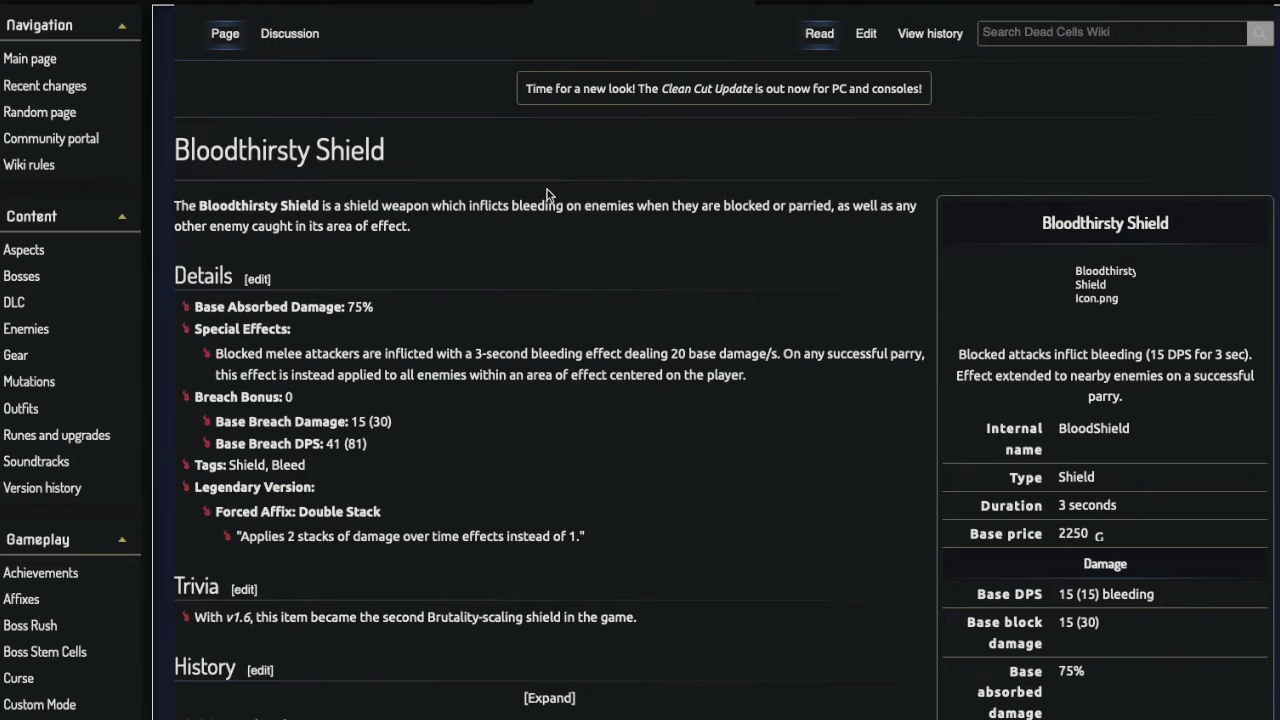 Navigation
Main page
Recent changes
Random page
Community portal
Wiki rules
Content
Aspects
Bosses
DLC
Enemies
Gear
Mutations
Outfits
Runes and upgrades
Soundtracks
Version history
Gameplay
Achievements
Affixes
Boss Rush
Boss Stem Cells
Curse
Custom Mode
Page
Discussion
Read
Edit
View history
Search Dead Cells Wiki
Time for a new look! The Clean Cut Update is out now for PC and consoles!
Bloodthirsty Shield
The Bloodthirsty Shield is a shield weapon which inflicts bleeding on enemies when they are blocked or parried, as well as any
other enemy caught in its area of effect.
Details [edit]
Base Absorbed Damage: 75%
Special Effects:
Blocked melee attackers are inflicted with a 3-second bleeding effect dealing 20 base damage/s. On any successful parry,
this effect is instead applied to all enemies within an area of effect centered on the player.
Breach Bonus: 0
Base Breach Damage: 15 (30)
Base Breach DPS: 41 (81)
Tags: Shield, Bleed
Legendary Version:
Forced Affix: Double Stack
"Applies 2 stacks of damage over time effects instead of 1."
Trivia [edit]
With v1.6, this item became the second Brutality-scaling shield in the game.
History [edit]
[Expand]
Bloodthirsty Shield
Bloodthirsty
Shield
Icon.png
Blocked attacks inflict bleeding (15 DPS for 3 sec).
Effect extended to nearby enemies on a successful
parry.
Internal BloodShield
name
Type Shield
Duration 3 seconds
Base price 2250 G
Damage
Base DPS 15 (15) bleeding
Base block 15 (30)
damage
Base 75%
absorbed
damage